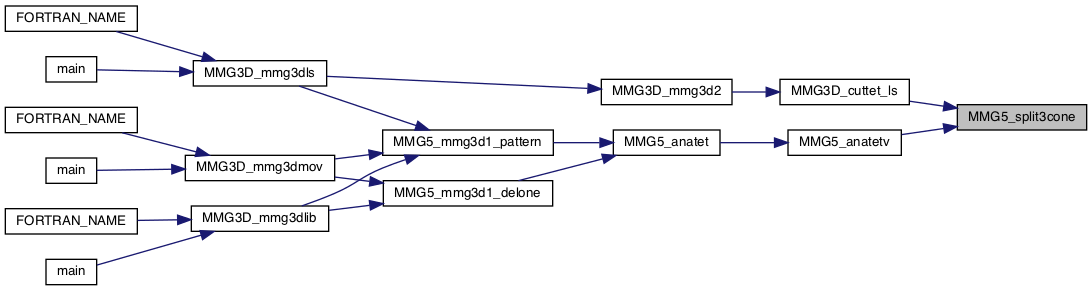 FORTRAN_NAME
main
MMG3D_mmg3dls
MMG3D_mmg3d2
MMG3D_cuttet_ls
MMG5_split3cone
FORTRAN_NAME
MMG5_mmg3d1_pattern
MMG5_anatet
MMG5_anatetv
main
MMG3D_mmg3dmov
MMG5_mmg3d1_delone
FORTRAN_NAME
MMG3D_mmg3dlib
main